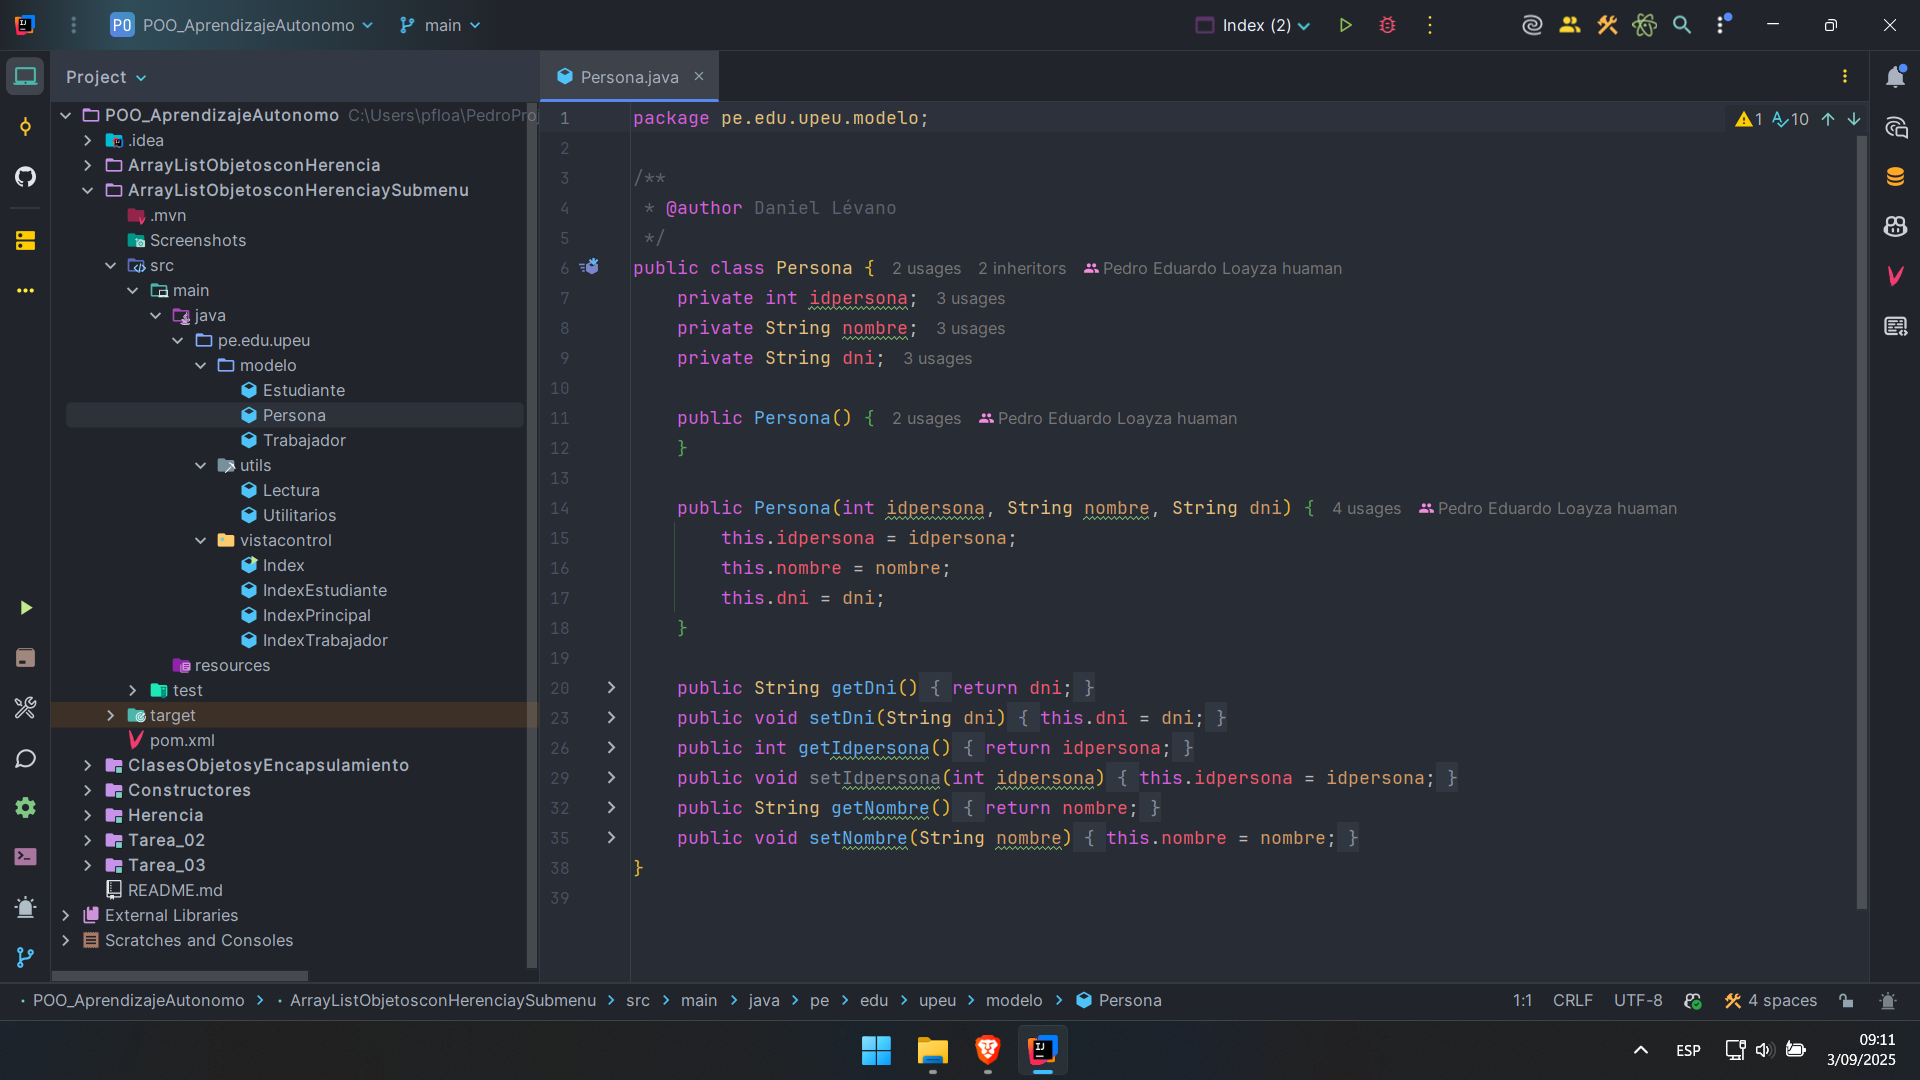 PO POO_AprendizajeAutonomo main Index (2)
Project
Persona.java
POO_AprendizajeAutonomo C:\Users\pfloa\PedroPro
.idea
ArrayListObjetosconHerencia
ArrayListObjetosconHerenciaySubmenu
.mvn
Screenshots
src
main
java
pe.edu.upeu
modelo
Estudiante
Persona
Trabajador
utils
Lectura
Utilitarios
vistacontrol
Index
IndexEstudiante
IndexPrincipal
IndexTrabajador
resources
test
target
pom.xml
ClasesObjetosyEncapsulamiento
Constructores
Herencia
Tarea_02
Tarea_03
README.md
External Libraries
Scratches and Consoles
1 package pe.edu.upeu.modelo; 1 10
2
3 /**
4 * @author Daniel Lévano
5 */
6 public class Persona { 2 usages 2 inheritors Pedro Eduardo Loayza huaman
7 private int idpersona; 3 usages
8 private String nombre; 3 usages
9 private String dni; 3 usages
10
11 public Persona() { 2 usages Pedro Eduardo Loayza huaman
12 }
13
14 public Persona(int idpersona, String nombre, String dni) { 4 usages Pedro Eduardo Loayza huaman
15 this.idpersona = idpersona;
16 this.nombre = nombre;
17 this.dni = dni;
18 }
19
20 public String getDni() { return dni; }
23 public void setDni(String dni) { this.dni = dni; }
26 public int getIdpersona() { return idpersona; }
29 public void setIdpersona(int idpersona) { this.idpersona = idpersona; }
32 public String getNombre() { return nombre; }
35 public void setNombre(String nombre) { this.nombre = nombre; }
38 }
39
POO_AprendizajeAutonomo > ArrayListObjetosconHerenciaySubmenu > src > main > java > pe > edu > upeu > modelo > Persona
1:1 CRLF UTF-8 4 spaces
ESP
09:11
3/09/2025